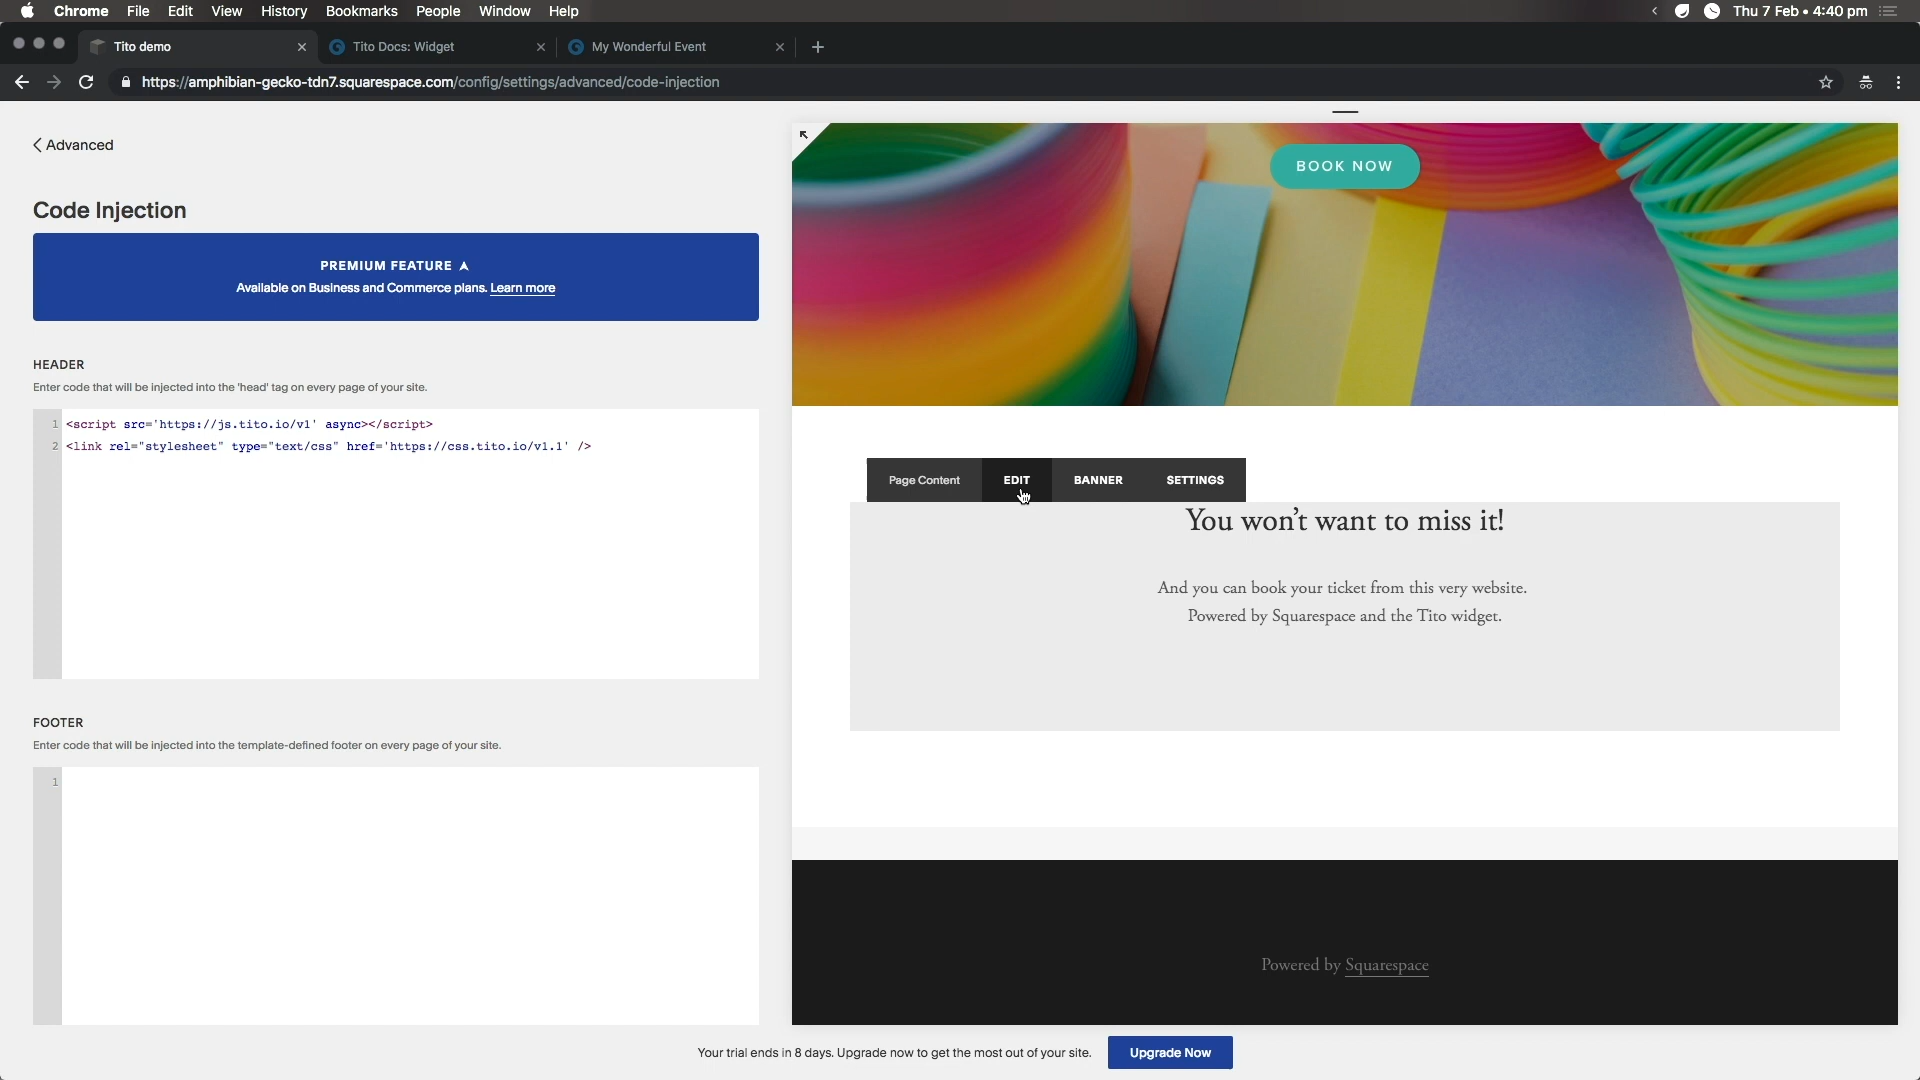 Chrome File Edit View History Bookmarks People Window Help
Thu 7 Feb • 4:40 pm
Tito demo
Tito Docs: Widget
My Wonderful Event
https://amphibian-gecko-tdn7.squarespace.com/config/settings/advanced/code-injection
Advanced
Code Injection
PREMIUM FEATURE
Available on Business and Commerce plans. Learn more
HEADER
Enter code that will be injected into the 'head' tag on every page of your site.
1 <script src='https://js.tito.io/v1' async></script>
2 <link rel="stylesheet" type="text/css" href='https://css.tito.io/v1.1' />
FOOTER
Enter code that will be injected into the template-defined footer on every page of your site.
1
BOOK NOW
Page Content EDIT BANNER SETTINGS
You won’t want to miss it!
And you can book your ticket from this very website.
Powered by Squarespace and the Tito widget.
Powered by Squarespace
Your trial ends in 8 days. Upgrade now to get the most out of your site.
Upgrade Now